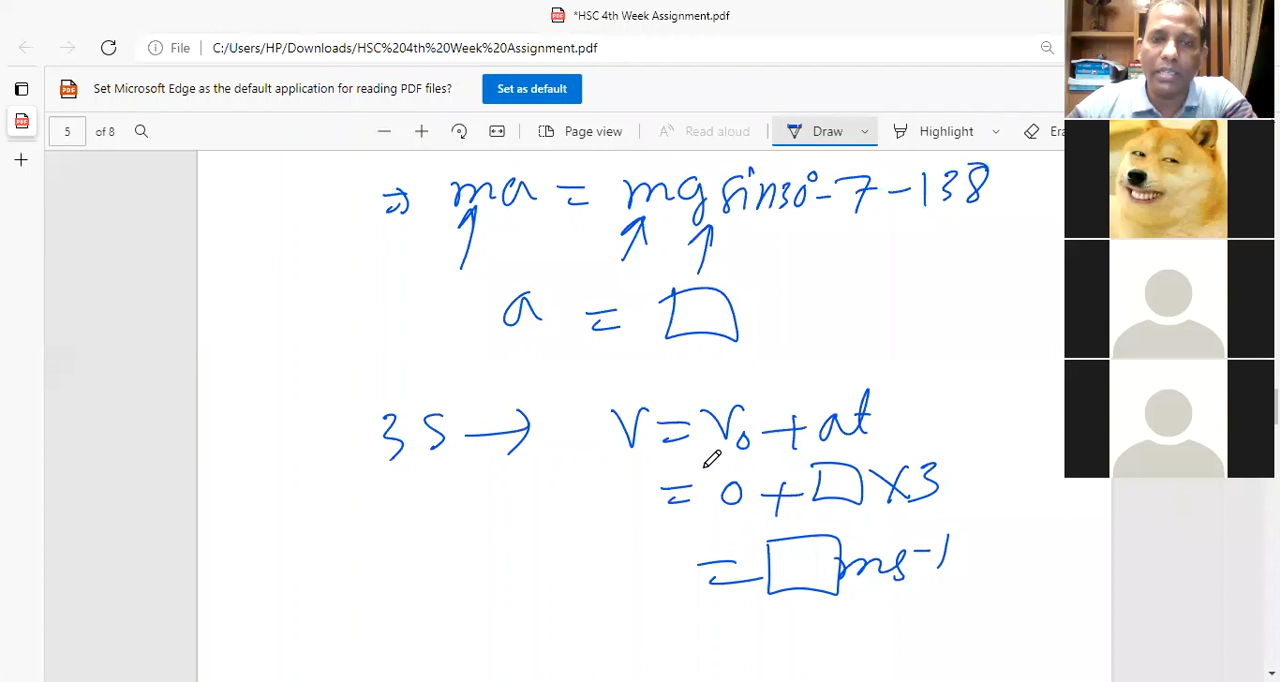 *HSC 4th Week Assignment.pdf
File C:/Users/HP/Downloads/HSC%204th%20Week%20Assignment.pdf
Set Microsoft Edge as the default application for reading PDF files? Set as default
5 of 8 Page view Read aloud Draw Highlight Era
⇒ ma = mg sin30° - 7 - 138
a = □
3 S → V = V₀ + at
= 0 + □ × 3
= □ ms⁻¹